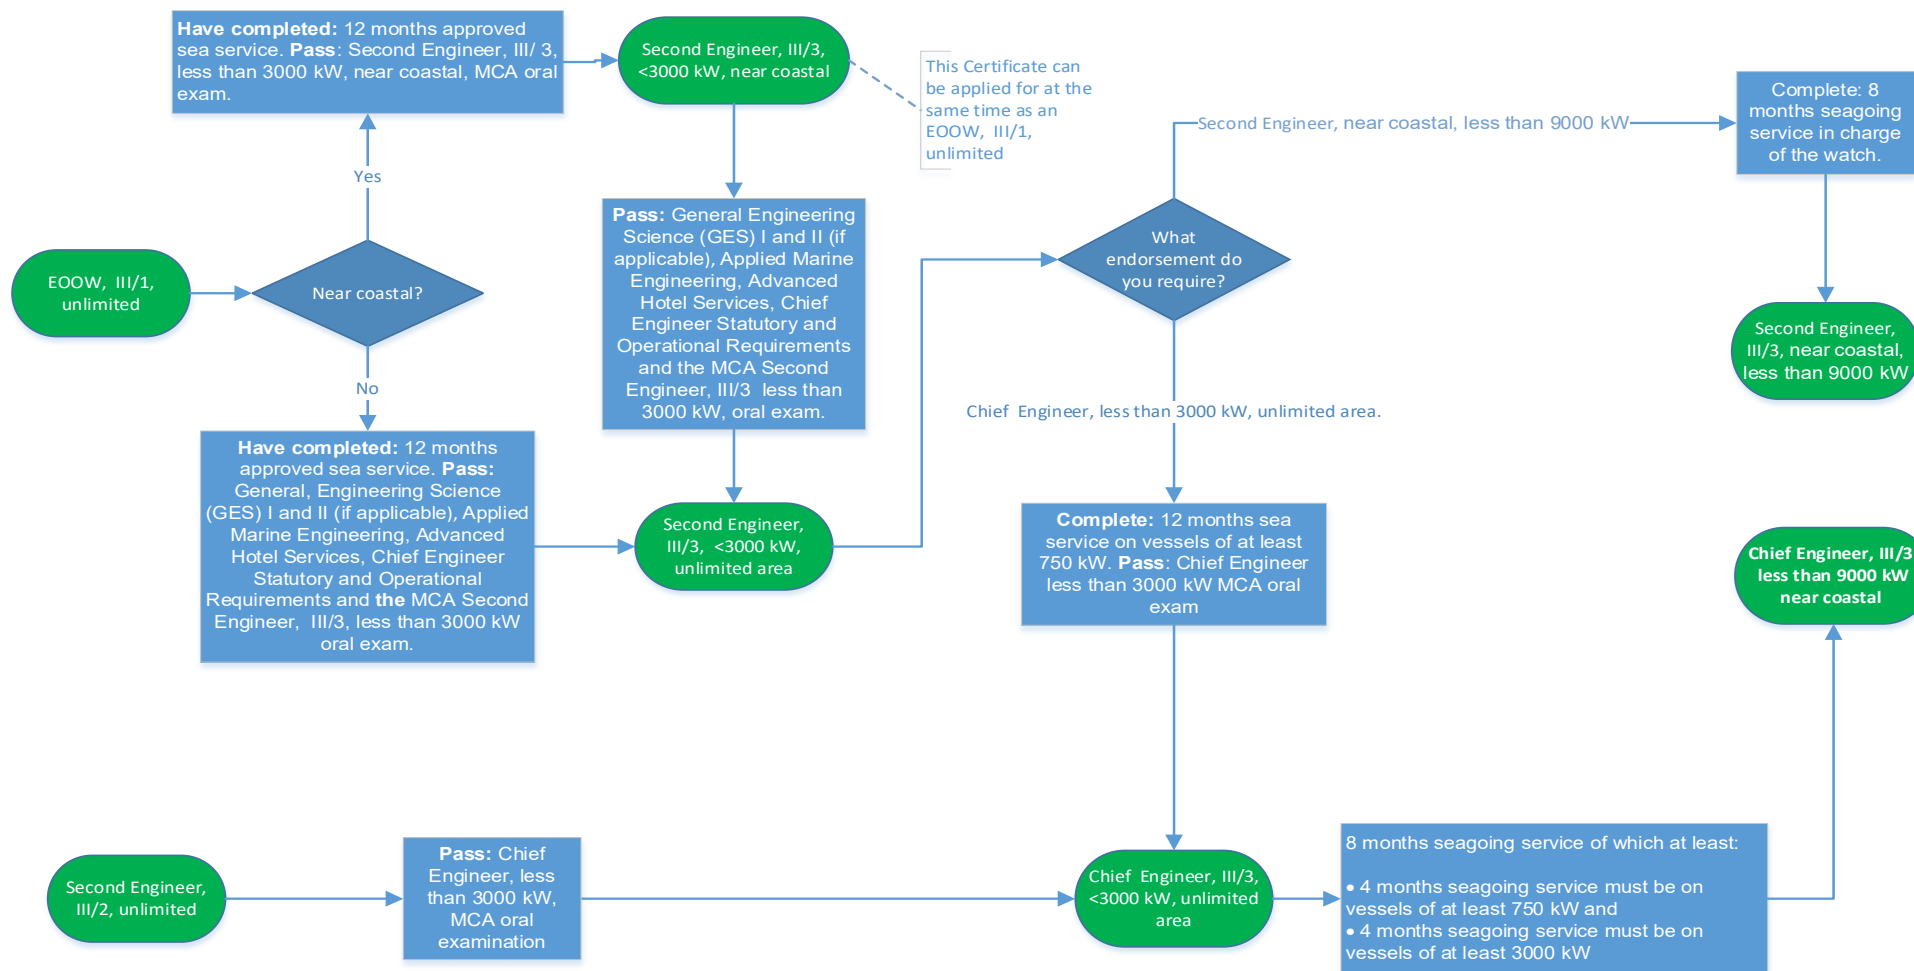 Have completed: 12 months approved
sea service. Pass: Second Engineer, III/ 3,
less than 3000 kW, near coastal, MCA oral
exam.
Second Engineer, III/3,
<3000 kW, near coastal
This Certificate can
be applied for at the
same time as an
EOOW, III/1,
unlimited
Second Engineer, near coastal, less than 9000 kW
Complete: 8
months seagoing
service in charge
of the watch.
Yes
EOOW, III/1,
unlimited
Near coastal?
Pass: General Engineering
Science (GES) I and II (if
applicable), Applied Marine
Engineering, Advanced
Hotel Services, Chief
Engineer Statutory and
Operational Requirements
and the MCA Second
Engineer, III/3 less than
3000 kW, oral exam.
What
endorsement do
you require?
Second Engineer,
III/3, near coastal,
less than 9000 kW
No
Chief Engineer, less than 3000 kW, unlimited area.
Have completed: 12 months
approved sea service. Pass:
General, Engineering Science
(GES) I and II (if applicable), Applied
Marine Engineering, Advanced
Hotel Services, Chief Engineer
Statutory and Operational
Requirements and the MCA Second
Engineer, III/3, less than 3000 kW
oral exam.
Second Engineer,
III/3, <3000 kW,
unlimited area
Complete: 12 months sea
service on vessels of at least
750 kW. Pass: Chief Engineer
less than 3000 kW MCA oral
exam
Chief Engineer, III/3
less than 9000 kW
near coastal
Second Engineer,
III/2, unlimited
Pass: Chief
Engineer, less
than 3000 kW,
MCA oral
examination
Chief Engineer, III/3,
<3000 kW, unlimited
area
8 months seagoing service of which at least:
• 4 months seagoing service must be on
vessels of at least 750 kW and
• 4 months seagoing service must be on
vessels of at least 3000 kW